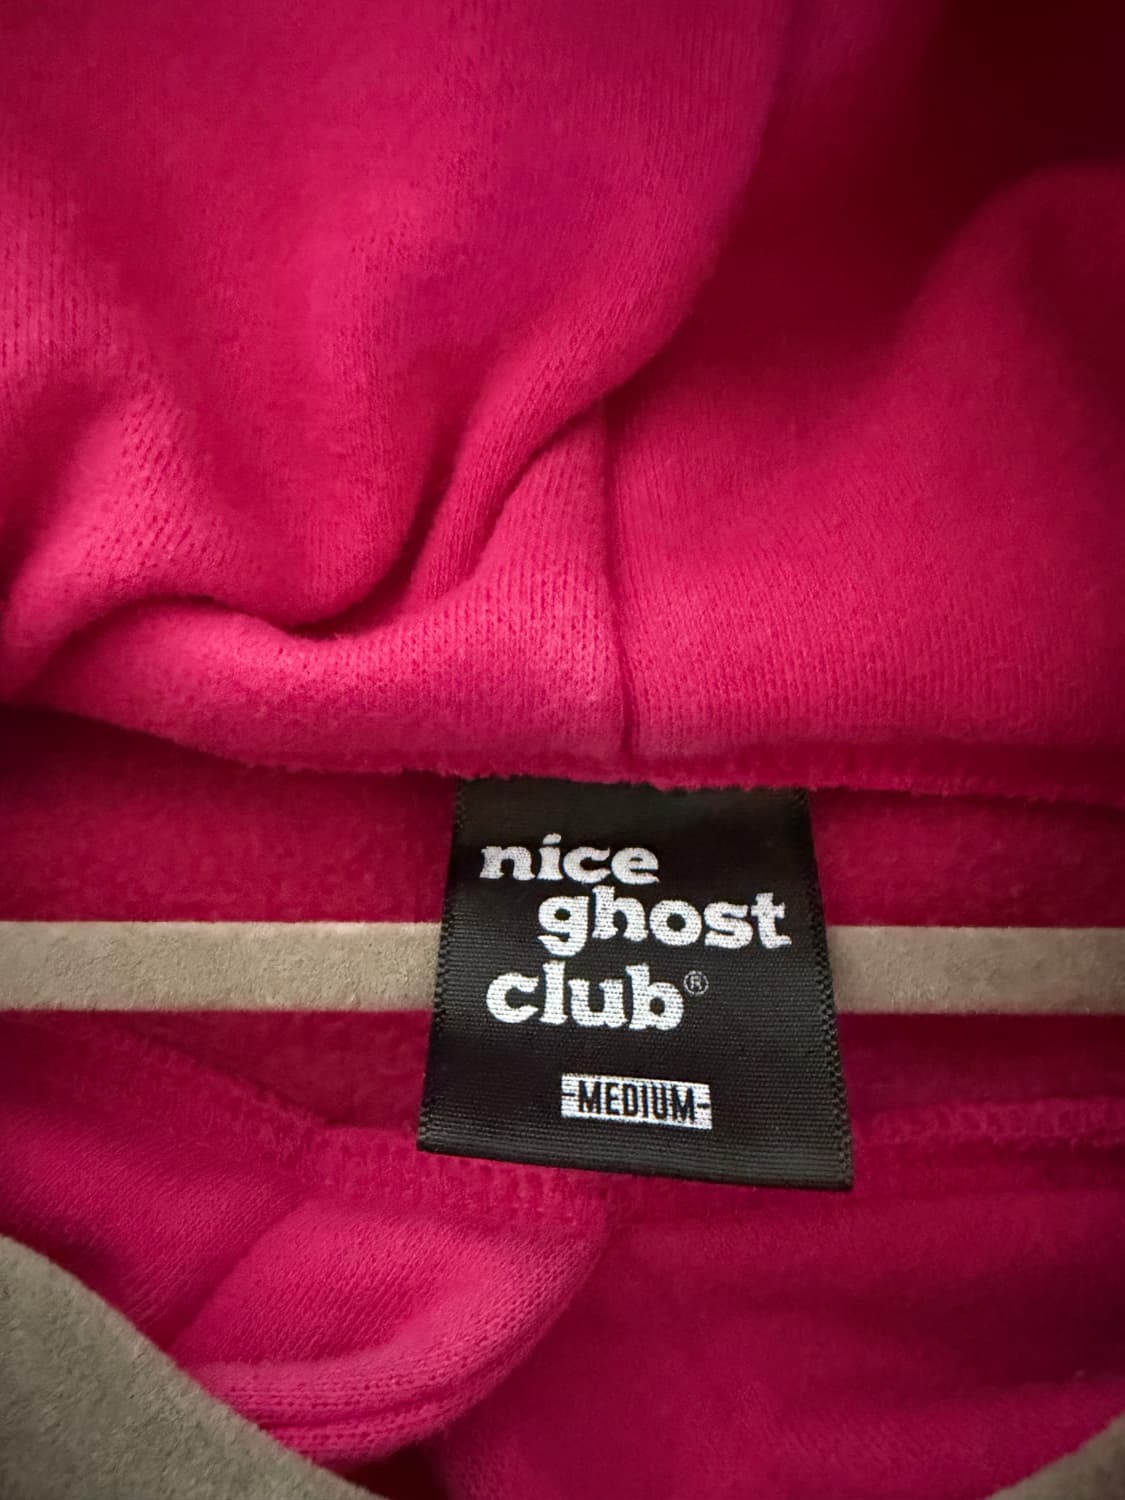 nice
ghost
club®
-MEDIUM-